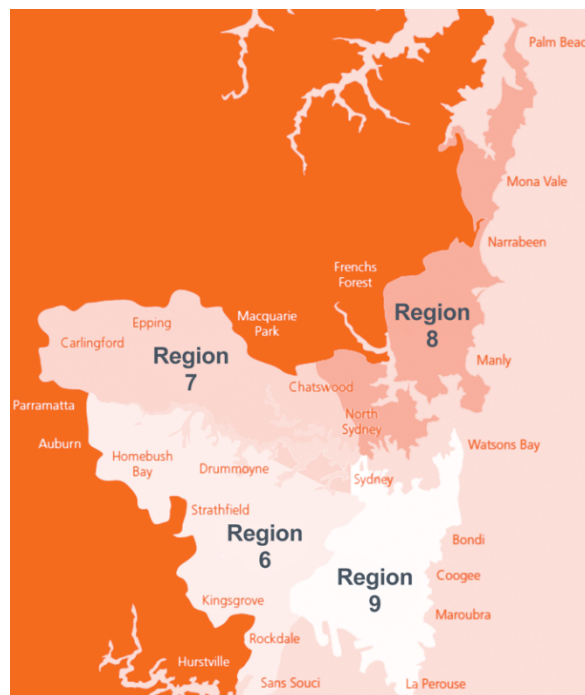 Palm Beac
Mona Vale
Narrabeen
Frenchs
Forest
Region
8
Epping
Macquarie
Park
Carlingford
Region
7
Manly
Chatswood
Parramatta
North
Sydney
Auburn
Watsons Bay
Homebush
Bay
Drummoyne
Sydney
Strathfield
Region
6
Bondi
Region
9
Coogee
Kingsgrove
Maroubra
Rockdale
Hurstville
Sans Souci
La Perouse